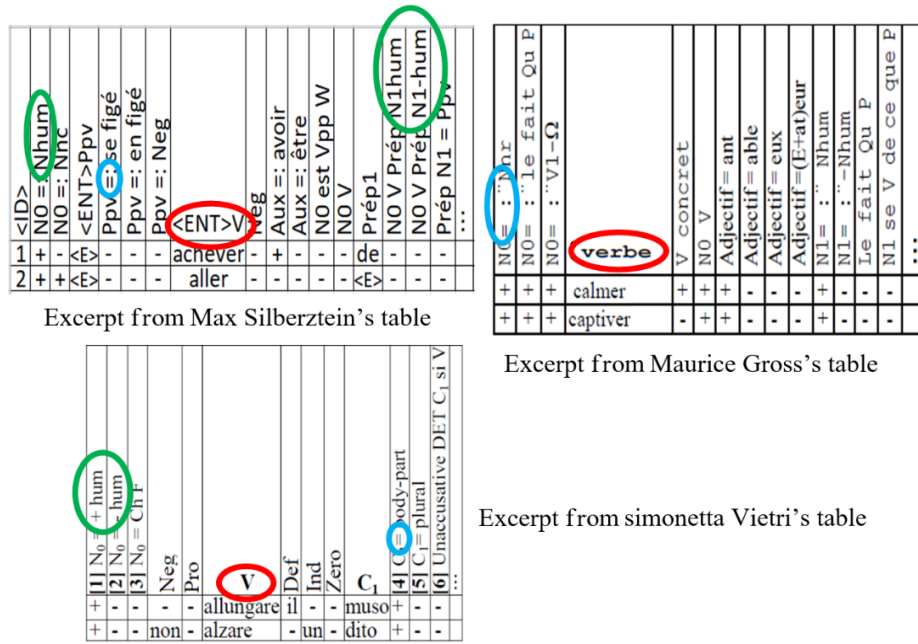 <ID>
N0 =: Nhum
N0 =: Nnc
<ENT>Ppv
Ppv =: se figé
Ppv =: en figé
Ppv =: Neg
<ENT>V
Neg
Aux =: avoir
Aux =: être
N0 est Vpp W
N0 V
Prép1
N0 V Prép N1hum
N0 V Prép N1-hum
Prép N1 = Ppv
...
1 + - <E> - - - achever - + - - - de - - -
2 + + <E> - - - aller - - - - - <E> - - -
Excerpt from Max Silberztein's table
N0= :¨Nhr
N0= :¨le fait Qu P
N0= :¨V1-Ω
verbe
V concret
N0 V
Adjectif = ant
Adjectif = able
Adjectif = eux
Adjectif=(E+at)eur
N1= :¨ Nhum
N1= :¨-Nhum
Le fait Qu P
N1 se V de ce que P
...
+ + + calmer + + + - - - + - - -
+ + + captiver - + + - - - + - - -
Excerpt from Maurice Gross's table
[1] N₀ = + hum
[2] N₀ = - hum
[3] N₀ = Ch F
Neg
Pro
V
Def
Ind
Zero
C₁
[4] C₁= body-part
[5] C₁= plural
[6] Unaccusative DET C₁ si V
...
+ - - - - allungare il - - muso + - -
+ - - non - alzare - un - dito + - -
Excerpt from simonetta Vietri's table